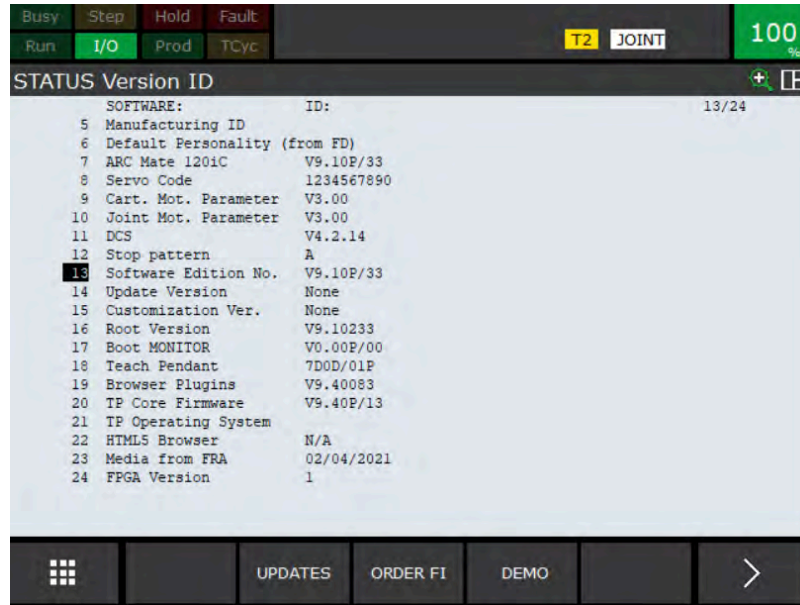 Busy Step Hold Fault
Run I/O Prod TCyc
T2 JOINT 100
%
STATUS Version ID
SOFTWARE: ID: 13/24
5 Manufacturing ID
6 Default Personality (from FD)
7 ARC Mate 120iC V9.10P/33
8 Servo Code 1234567890
9 Cart. Mot. Parameter V3.00
10 Joint Mot. Parameter V3.00
11 DCS V4.2.14
12 Stop pattern A
13 Software Edition No. V9.10P/33
14 Update Version None
15 Customization Ver. None
16 Root Version V9.10233
17 Boot MONITOR V0.00P/00
18 Teach Pendant 7D0D/01P
19 Browser Plugins V9.40083
20 TP Core Firmware V9.40P/13
21 TP Operating System
22 HTML5 Browser N/A
23 Media from FRA 02/04/2021
24 FPGA Version 1
UPDATES ORDER FI DEMO